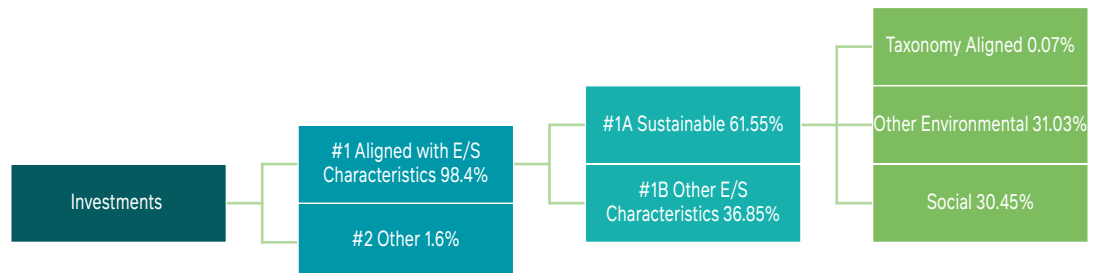 Investments
#1 Aligned with E/S
Characteristics 98.4%
#2 Other 1.6%
#1A Sustainable 61.55%
#1B Other E/S
Characteristics 36.85%
Taxonomy Aligned 0.07%
Other Environmental 31.03%
Social 30.45%